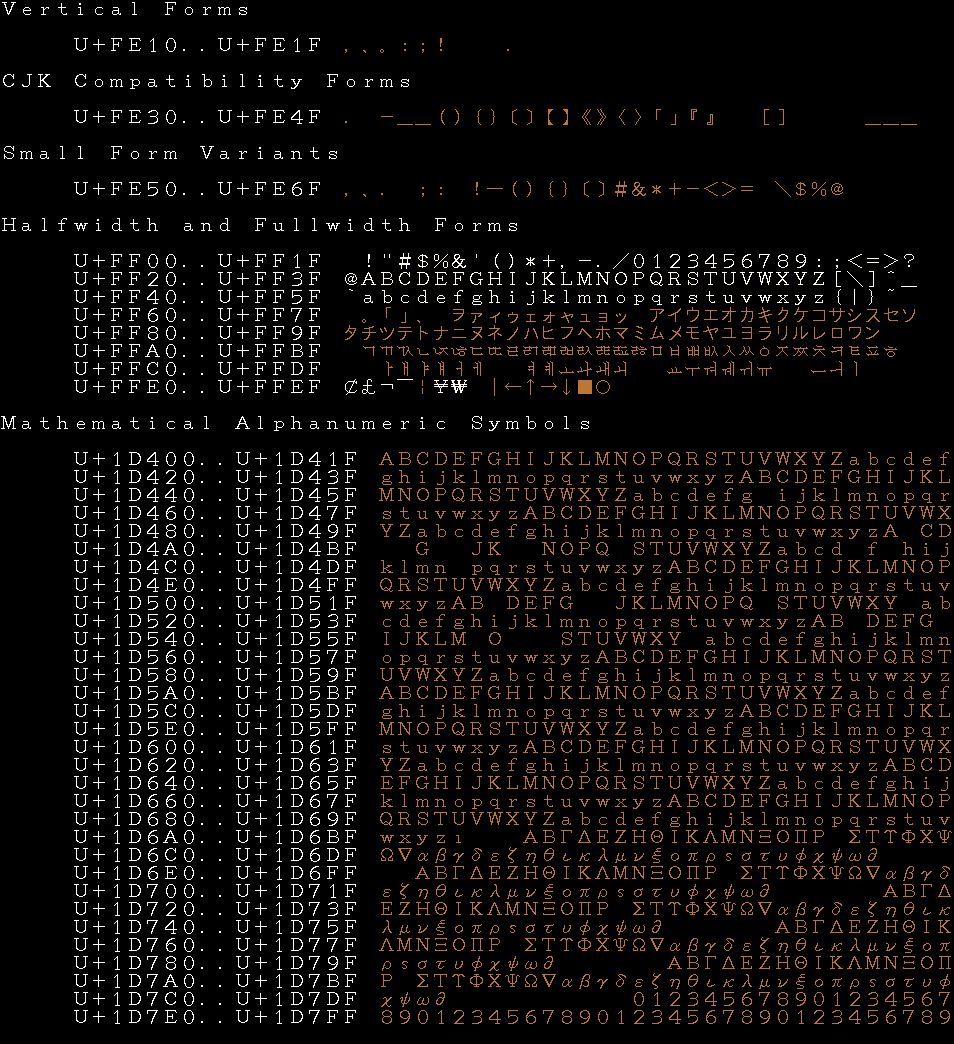 Vertical Forms
U+FE10..U+FE1F ,、。:;! .
CJK Compatibility Forms
U+FE30..U+FE4F . —__(){}〔〕【】《》〈〉「」『』 [] ___
Small Form Variants
U+FE50..U+FE6F ,、. ;: !—(){}〔〕#&*+-<>= \$%@
Halfwidth and Fullwidth Forms
U+FF00..U+FF1F !"#$%&'()*+,-./0123456789:;<=>?
U+FF20..U+FF3F @ABCDEFGHIJKLMNOPQRSTUVWXYZ[\]^_
U+FF40..U+FF5F `abcdefghijklmnopqrstuvwxyz{|}~
U+FF60..U+FF7F 。「」、 ヲァィゥェォャュョッ アイウエオカキクケコサシスセソ
U+FF80..U+FF9F タチツテトナニヌネノハヒフヘホマミムメモヤユヨラリルレロワン
U+FFA0..U+FFBF ㄱㄲㄳㄴㄵㄶㄷㄸㄹㄺㄻㄼㄽㄾㄿㅀㅁㅂㅃㅄㅅㅆㅇㅈㅉㅊㅋㅌㅍㅎ
U+FFC0..U+FFDF ㅏㅐㅑㅒㅓㅔ ㅕㅖㅗㅘㅙㅚ ㅛㅜㅝㅞㅟㅠ ㅡㅢㅣ
U+FFE0..U+FFEF ¢£¬¯¦¥₩ |←↑→↓■○
Mathematical Alphanumeric Symbols
U+1D400..U+1D41F ABCDEFGHIJKLMNOPQRSTUVWXYZabcdef
U+1D420..U+1D43F ghijklmnopqrstuvwxyzABCDEFGHIJKL
U+1D440..U+1D45F MNOPQRSTUVWXYZabcdefg ijklmnopqr
U+1D460..U+1D47F stuvwxyzABCDEFGHIJKLMNOPQRSTUVWX
U+1D480..U+1D49F YZabcdefghijklmnopqrstuvwxyzA CD
U+1D4A0..U+1D4BF G JK NOPQ STUVWXYZabcd f hij
U+1D4C0..U+1D4DF klmn pqrstuvwxyzABCDEFGHIJKLMNOP
U+1D4E0..U+1D4FF QRSTUVWXYZabcdefghijklmnopqrstuv
U+1D500..U+1D51F wxyzAB DEFG JKLMNOPQ STUVWXY ab
U+1D520..U+1D53F cdefghijklmnopqrstuvwxyzAB DEFG
U+1D540..U+1D55F IJKLM O STUVWXY abcdefghijklmn
U+1D560..U+1D57F opqrstuvwxyzABCDEFGHIJKLMNOPQRST
U+1D580..U+1D59F UVWXYZabcdefghijklmnopqrstuvwxyz
U+1D5A0..U+1D5BF ABCDEFGHIJKLMNOPQRSTUVWXYZabcdef
U+1D5C0..U+1D5DF ghijklmnopqrstuvwxyzABCDEFGHIJKL
U+1D5E0..U+1D5FF MNOPQRSTUVWXYZabcdefghijklmnopqr
U+1D600..U+1D61F stuvwxyzABCDEFGHIJKLMNOPQRSTUVWX
U+1D620..U+1D63F YZabcdefghijklmnopqrstuvwxyzABCD
U+1D640..U+1D65F EFGHIJKLMNOPQRSTUVWXYZabcdefghij
U+1D660..U+1D67F klmnopqrstuvwxyzABCDEFGHIJKLMNOP
U+1D680..U+1D69F QRSTUVWXYZabcdefghijklmnopqrstuv
U+1D6A0..U+1D6BF wxyzı ΑΒΓΔΕΖΗΘΙΚΛΜΝΞΟΠΡ ΣΤΥΦΧΨ
U+1D6C0..U+1D6DF Ω∇αβγδεζηθικλμνξοπρςστυφχψω∂
U+1D6E0..U+1D6FF ΑΒΓΔΕΖΗΘΙΚΛΜΝΞΟΠΡ ΣΤΥΦΧΨΩ∇αβγδ
U+1D700..U+1D71F εζηθικλμνξοπρςστυφχψω∂ ΑΒΓΔ
U+1D720..U+1D73F ΕΖΗΘΙΚΛΜΝΞΟΠΡ ΣΤΥΦΧΨΩ∇αβγδεζηθικ
U+1D740..U+1D75F λμνξοπρςστυφχψω∂ ΑΒΓΔΕΖΗΘΙΚ
U+1D760..U+1D77F ΛΜΝΞΟΠΡ ΣΤΥΦΧΨΩ∇αβγδεζηθικλμνξοπ
U+1D780..U+1D79F ρςστυφχψω∂ ΑΒΓΔΕΖΗΘΙΚΛΜΝΞΟΠ
U+1D7A0..U+1D7BF Ρ ΣΤΥΦΧΨΩ∇αβγδεζηθικλμνξοπρςστυφ
U+1D7C0..U+1D7DF χψω∂ 012345678901234567
U+1D7E0..U+1D7FF 89012345678901234567890123456789